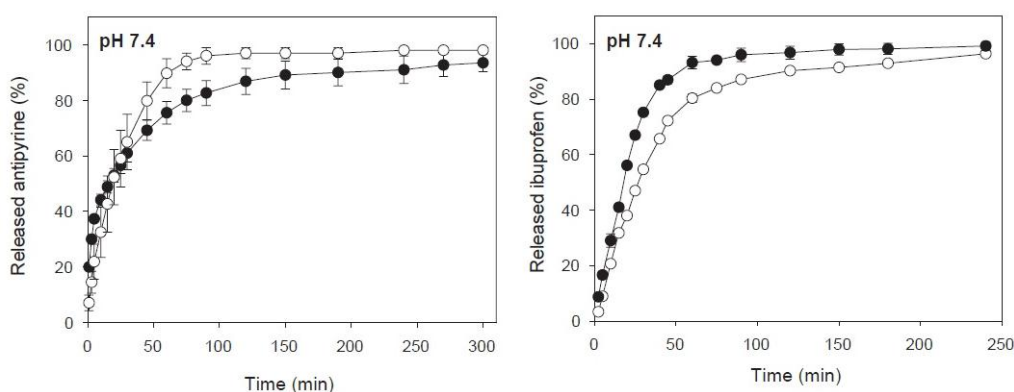 pH 7.4
Released antipyrine (%)
100
80
60
40
20
0
0 50 100 150 200 250 300
Time (min)
pH 7.4
Released ibuprofen (%)
100
80
60
40
20
0
0 50 100 150 200 250
Time (min)